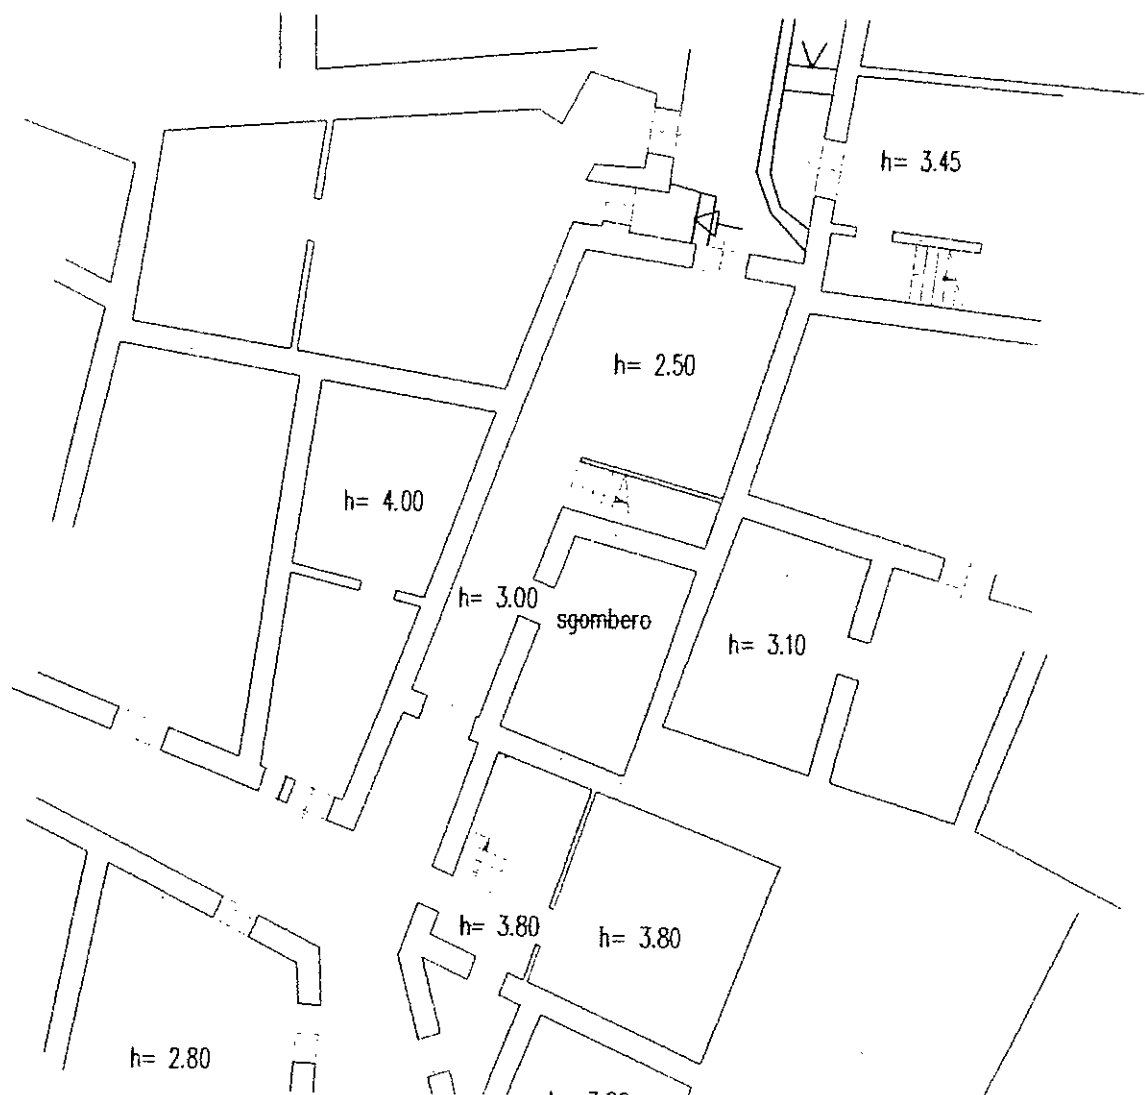 h= 3.45
h= 2.50
h= 4.00
h= 3.00
sgombero
h= 3.10
h= 3.80
h= 3.80
h= 2.80